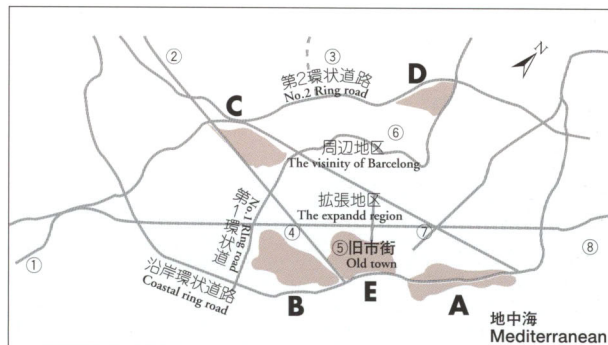 ②
③
N
第2環状道路
No.2 Ring road
D
C
⑥
周辺地区
The visinity of Barcelong
第1環状道
No.1 Ring road
拡張地区
The expandd region
④
⑤旧市街
Old town
⑦
⑧
①
沿岸環状道路
Coastal ring road
B
E
A
地中海
Mediterranean